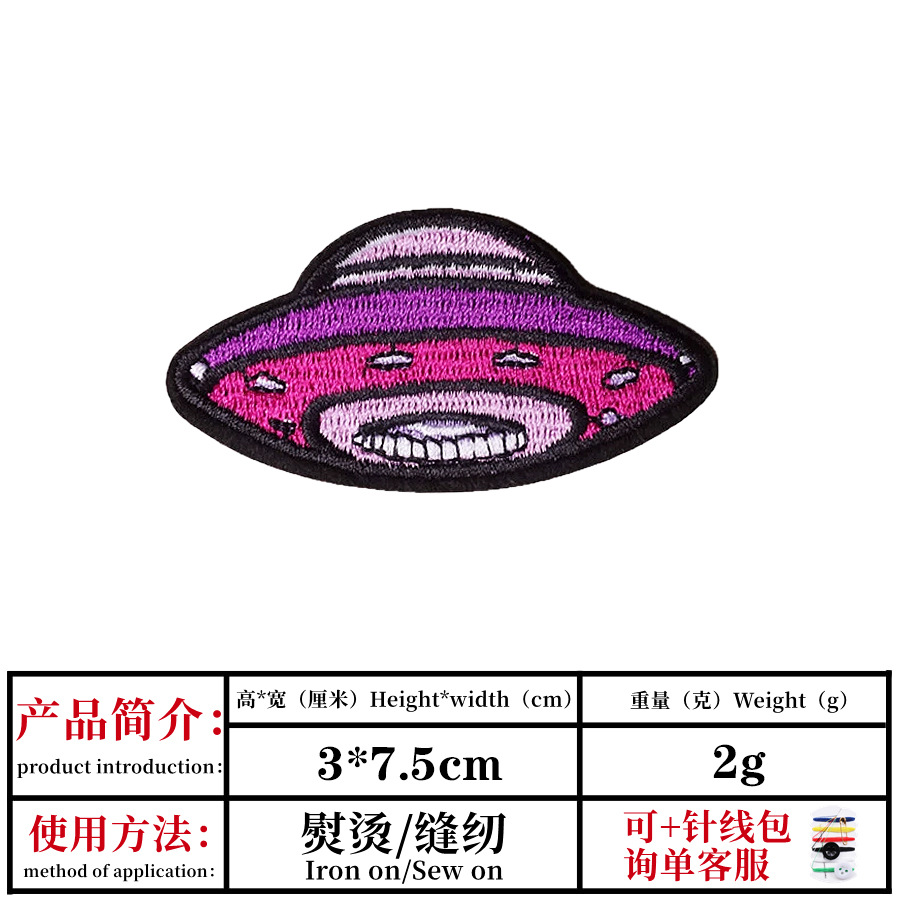 产品简介：
product introduction：
高*宽（厘米）Height*width（cm）
重量（克）Weight（g）
3*7.5cm
2g
使用方法：
method of application：
熨烫/缝纫
Iron on/Sew on
可+针线包
询单客服